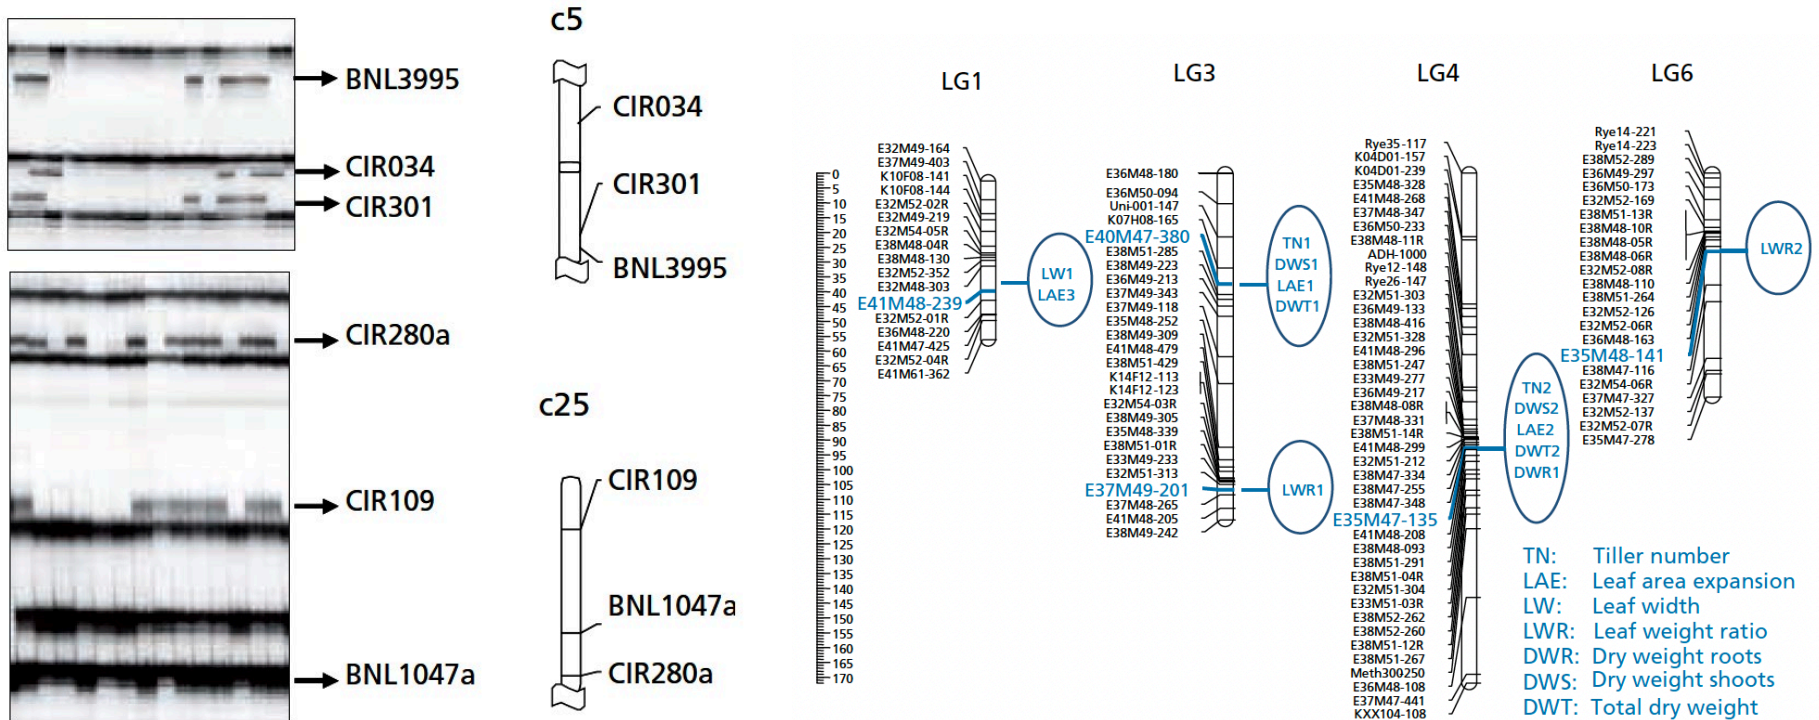 BNL3995
CIR034
CIR301
CIR280a
CIR109
BNL1047a
c5
CIR034
CIR301
BNL3995
c25
CIR109
BNL1047a
CIR280a
0
5
10
15
20
25
30
35
40
45
50
55
60
65
70
75
80
85
90
95
100
105
110
115
120
125
130
135
140
145
150
155
160
165
170
LG1
E32M49-164
E37M49-403
K10F08-141
K10F08-144
E32M52-02R
E32M49-219
E32M54-05R
E38M48-04R
E38M48-130
E32M52-352
E32M48-303
E41M48-239
E32M52-01R
E36M48-220
E41M47-425
E32M52-04R
E41M61-362
LW1
LAE3
LG3
E36M48-180
E36M50-094
Uni-001-147
K07H08-165
E40M47-380
E38M51-285
E38M49-223
E36M49-213
E37M49-343
E37M49-118
E35M48-252
E38M49-309
E41M48-479
E38M51-429
K14F12-113
K14F12-123
E32M54-03R
E38M49-305
E35M48-339
E38M51-01R
E33M49-233
E32M51-313
E37M49-201
E37M48-265
E41M48-205
E38M49-242
TN1
DWS1
LAE1
DWT1
LWR1
LG4
Rye35-117
K04D01-157
K04D01-239
E35M48-328
E41M48-268
E37M48-347
E36M50-233
E38M48-11R
ADH-1000
Rye12-148
Rye26-147
E32M51-303
E36M49-133
E38M48-416
E32M51-328
E41M48-296
E38M51-247
E33M49-277
E36M49-217
E38M48-08R
E37M48-331
E38M51-14R
E41M48-299
E32M51-212
E38M47-334
E38M47-255
E38M47-348
E35M47-135
E41M48-208
E38M48-093
E38M51-291
E38M51-04R
E32M51-304
E33M51-03R
E38M52-262
E38M52-260
E38M51-12R
E38M51-267
Meth300250
E36M48-108
E37M47-441
KXX104-108
TN2
DWS2
LAE2
DWT2
DWR1
LG6
Rye14-221
Rye14-223
E38M52-289
E36M49-297
E36M50-173
E32M52-169
E38M51-13R
E38M48-10R
E38M48-05R
E38M48-06R
E32M52-08R
E38M48-110
E38M51-264
E32M52-126
E32M52-06R
E36M48-163
E35M48-141
E38M47-116
E32M54-06R
E37M47-327
E32M52-137
E32M52-07R
E35M47-278
LWR2
TN: Tiller number
LAE: Leaf area expansion
LW: Leaf width
LWR: Leaf weight ratio
DWR: Dry weight roots
DWS: Dry weight shoots
DWT: Total dry weight